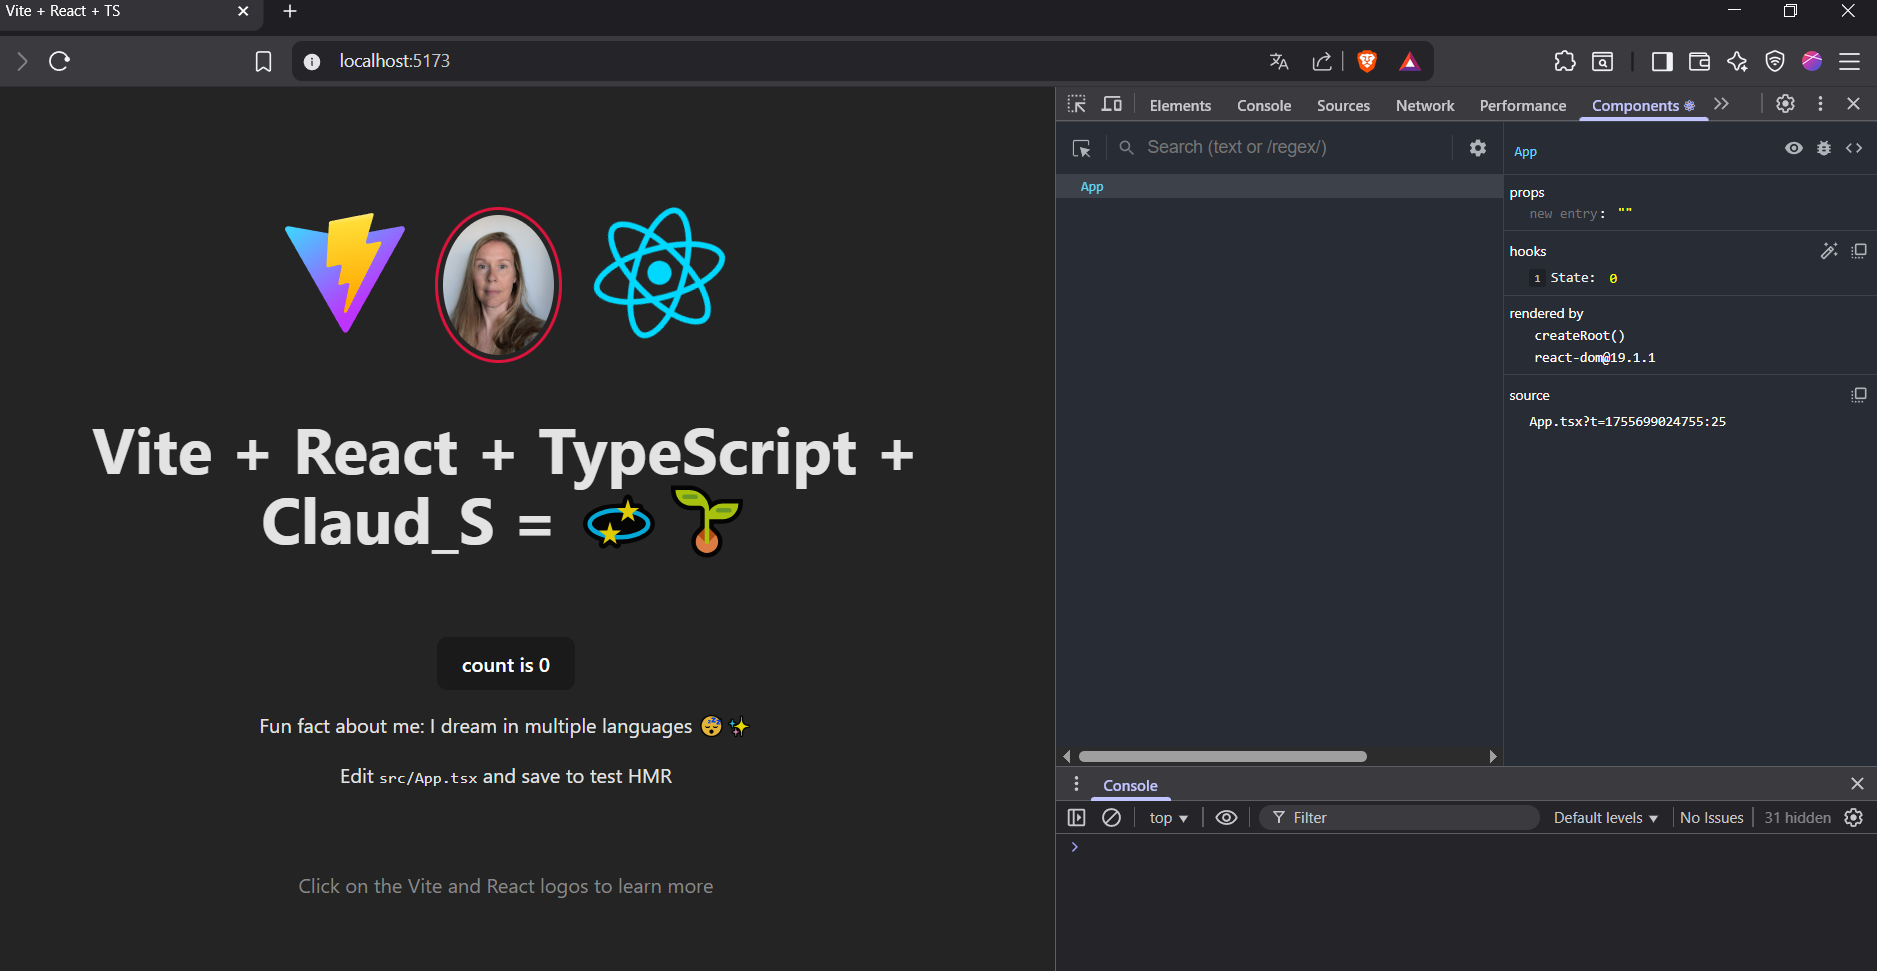 Vite + React + TS
localhost:5173
Elements
Console
Sources
Network
Performance
Components
Search (text or /regex/)
App
App
props
new entry: ""
hooks
1 State: 0
rendered by
createRoot()
react-dom@19.1.1
source
App.tsx?t=1755699024755:25
Vite + React + TypeScript +
Claud_S =
count is 0
Fun fact about me: I dream in multiple languages 😴✨
Edit src/App.tsx and save to test HMR
Click on the Vite and React logos to learn more
Console
top
Filter
Default levels
No Issues
31 hidden